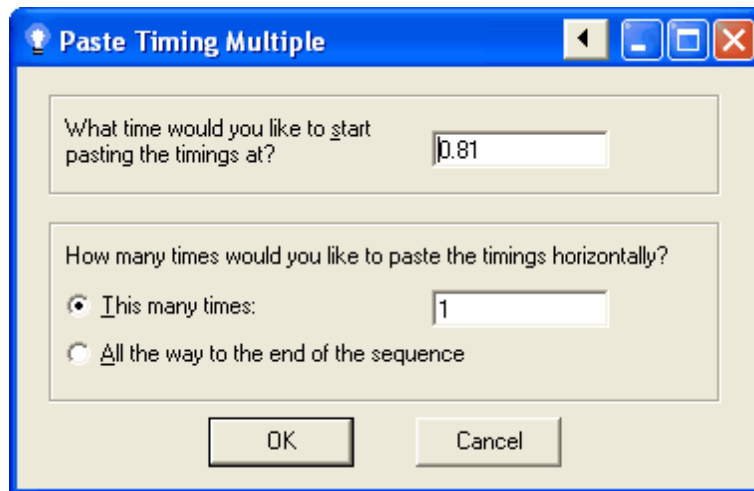 Paste Timing Multiple
What time would you like to start
pasting the timings at?
0.81
How many times would you like to paste the timings horizontally?
This many times:
1
All the way to the end of the sequence
OK
Cancel